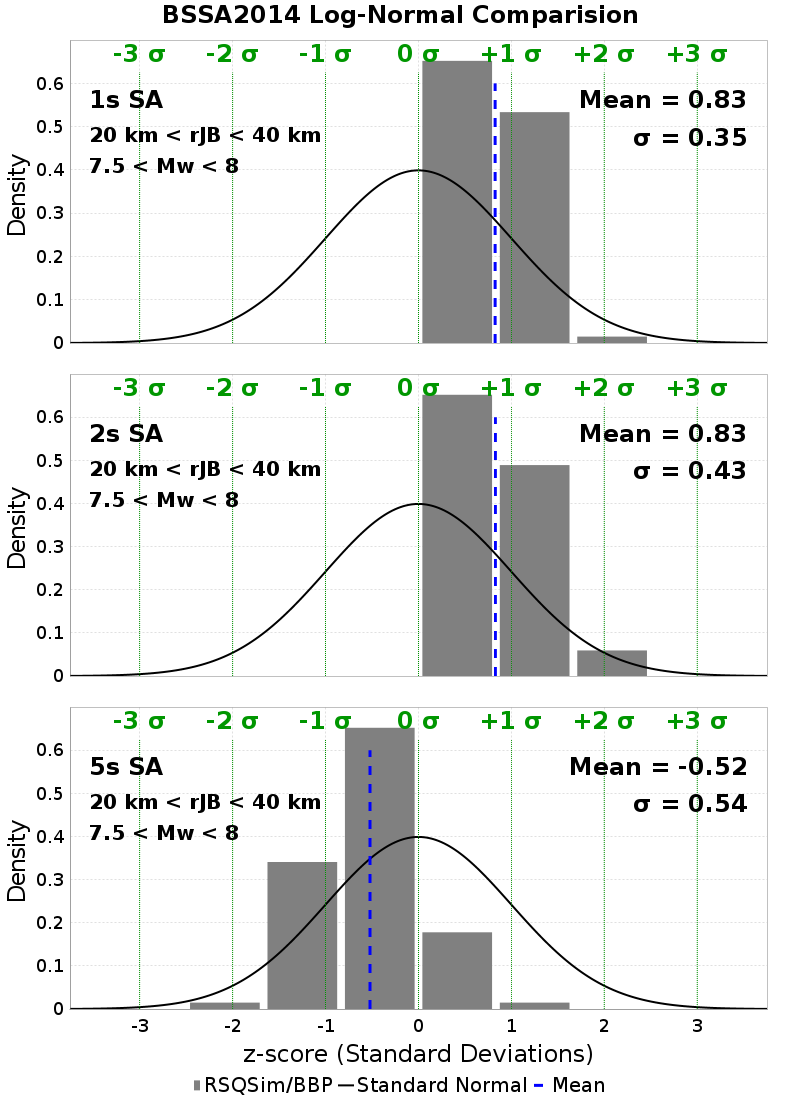 BSSA2014 Log-Normal Comparision
-3 σ -2 σ -1 σ 0 σ +1 σ +2 σ +3 σ
1s SA
20 km < rJB < 40 km
7.5 < Mw < 8
Mean = 0.83
σ = 0.35
0.6
0.5
0.4
0.3
0.2
0.1
0
Density
-3 σ -2 σ -1 σ 0 σ +1 σ +2 σ +3 σ
2s SA
20 km < rJB < 40 km
7.5 < Mw < 8
Mean = 0.83
σ = 0.43
0.6
0.5
0.4
0.3
0.2
0.1
0
Density
-3 σ -2 σ -1 σ 0 σ +1 σ +2 σ +3 σ
5s SA
20 km < rJB < 40 km
7.5 < Mw < 8
Mean = -0.52
σ = 0.54
0.6
0.5
0.4
0.3
0.2
0.1
0
Density
-3 -2 -1 0 1 2 3
z-score (Standard Deviations)
RSQSim/BBP Standard Normal Mean